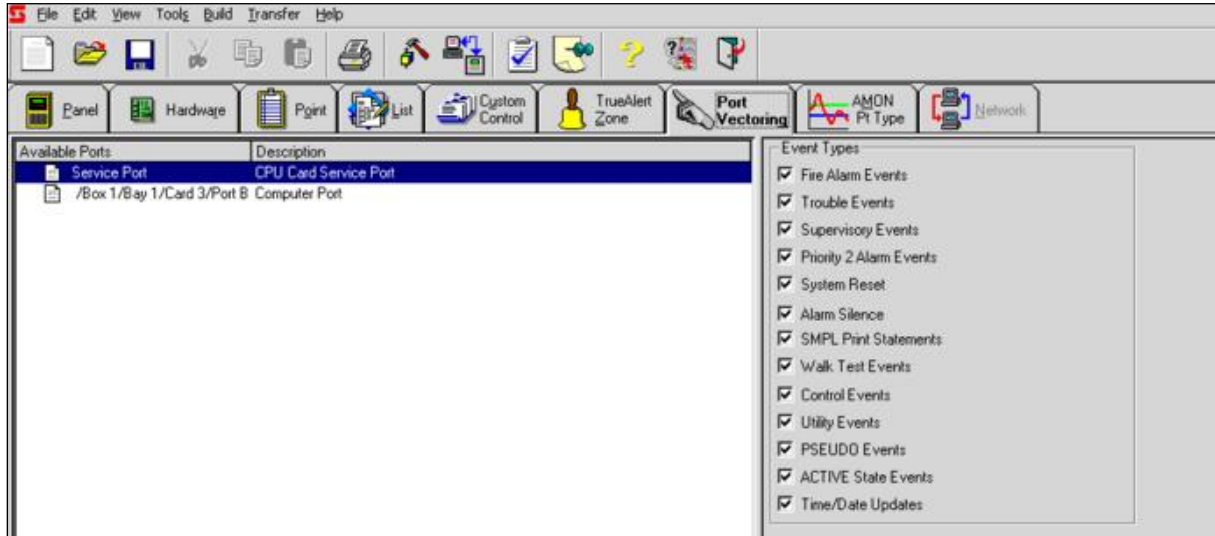 File Edit View Tools Build Transfer Help
Panel Hardware Point List Custom Control TrueAlert Zone Port Vectoring AMON Pt Type Network
Available Ports Description
Service Port CPU Card Service Port
/Box 1/Bay 1/Card 3/Port B Computer Port
Event Types
Fire Alarm Events
Trouble Events
Supervisory Events
Priority 2 Alarm Events
System Reset
Alarm Silence
SMPL Print Statements
Walk Test Events
Control Events
Utility Events
PSEUDO Events
ACTIVE State Events
Time/Date Updates